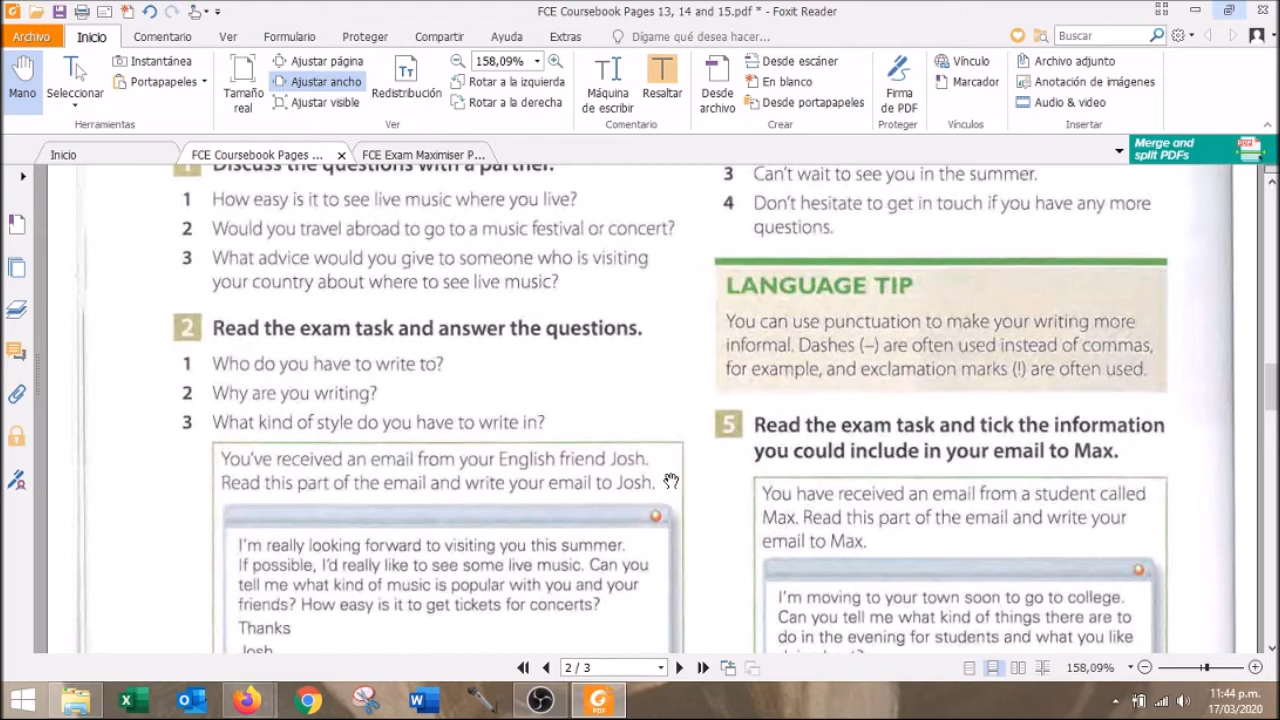 FCE Coursebook Pages 13, 14 and 15.pdf * - Foxit Reader
Archivo
Inicio
Comentario
Ver
Formulario
Proteger
Compartir
Ayuda
Extras
Dígame qué desea hacer...
Buscar
Mano
Seleccionar
Instantánea
Portapapeles
Herramientas
Tamaño
real
Ajustar página
Ajustar ancho
Ajustar visible
Redistribución
158,09%
Rotar a la izquierda
Rotar a la derecha
Ver
Máquina
de escribir
Resaltar
Comentario
Desde
archivo
Desde escáner
En blanco
Desde portapapeles
Crear
Firma
de PDF
Proteger
Vínculo
Marcador
Vínculos
Archivo adjunto
Anotación de imágenes
Audio & video
Insertar
Inicio
FCE Coursebook Pages ...
FCE Exam Maximiser P...
Merge and
split PDFs
1 Discuss the questions with a partner.
1 How easy is it to see live music where you live?
2 Would you travel abroad to go to a music festival or concert?
3 What advice would you give to someone who is visiting
your country about where to see live music?
2 Read the exam task and answer the questions.
1 Who do you have to write to?
2 Why are you writing?
3 What kind of style do you have to write in?
You've received an email from your English friend Josh.
Read this part of the email and write your email to Josh.
I'm really looking forward to visiting you this summer.
If possible, I'd really like to see some live music. Can you
tell me what kind of music is popular with you and your
friends? How easy is it to get tickets for concerts?
Thanks
Josh
3 Can't wait to see you in the summer.
4 Don't hesitate to get in touch if you have any more
questions.
LANGUAGE TIP
You can use punctuation to make your writing more
informal. Dashes (–) are often used instead of commas,
for example, and exclamation marks (!) are often used.
5 Read the exam task and tick the information
you could include in your email to Max.
You have received an email from a student called
Max. Read this part of the email and write your
email to Max.
I'm moving to your town soon to go to college.
Can you tell me what kind of things there are to
do in the evening for students and what you like
2 / 3
158,09%
11:44 p.m.
17/03/2020